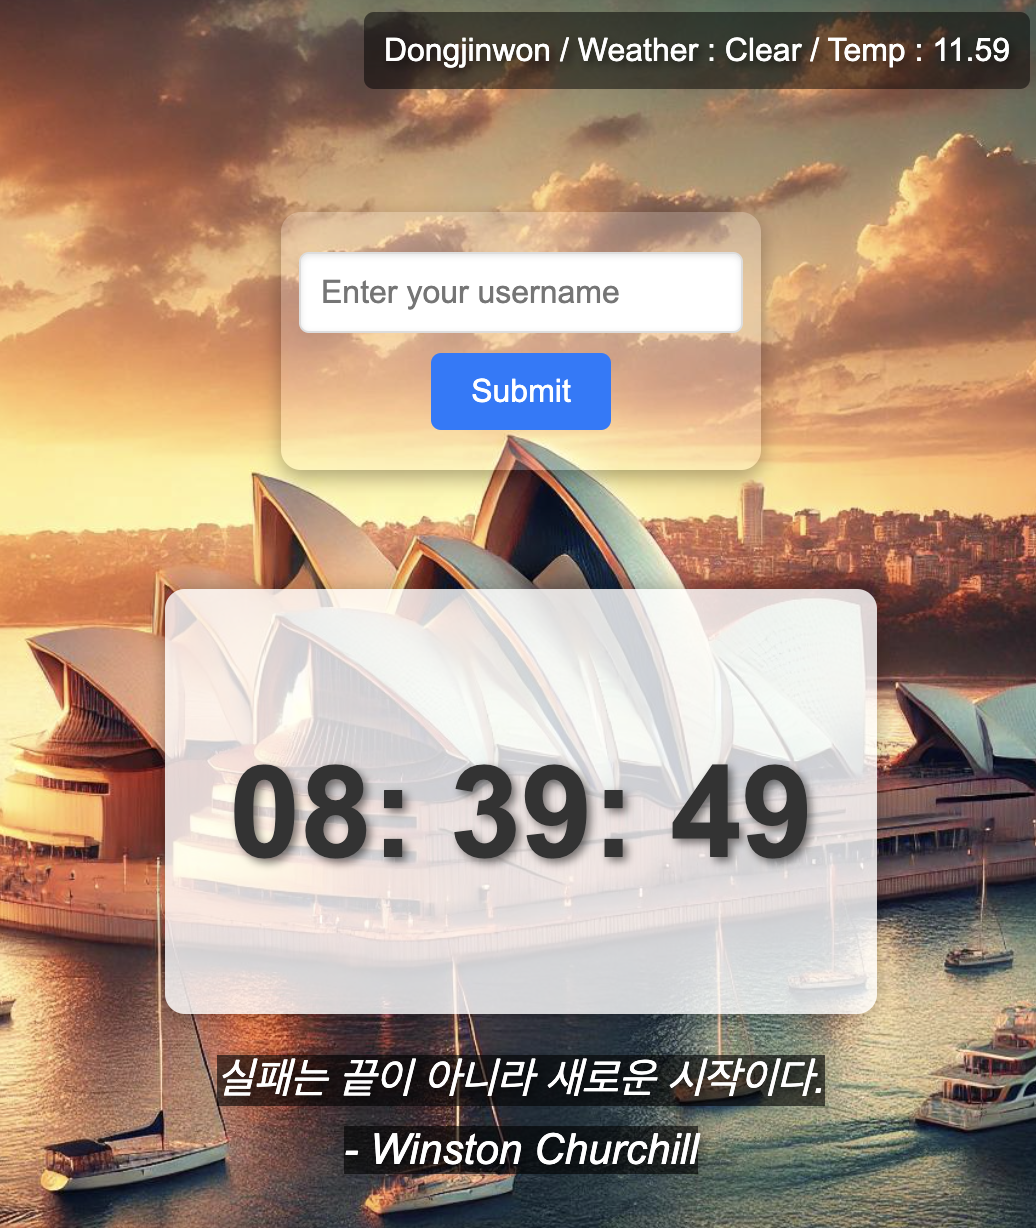 Dongjinwon / Weather : Clear / Temp : 11.59
Enter your username
Submit
08: 39: 49
실패는 끝이 아니라 새로운 시작이다.
- Winston Churchill